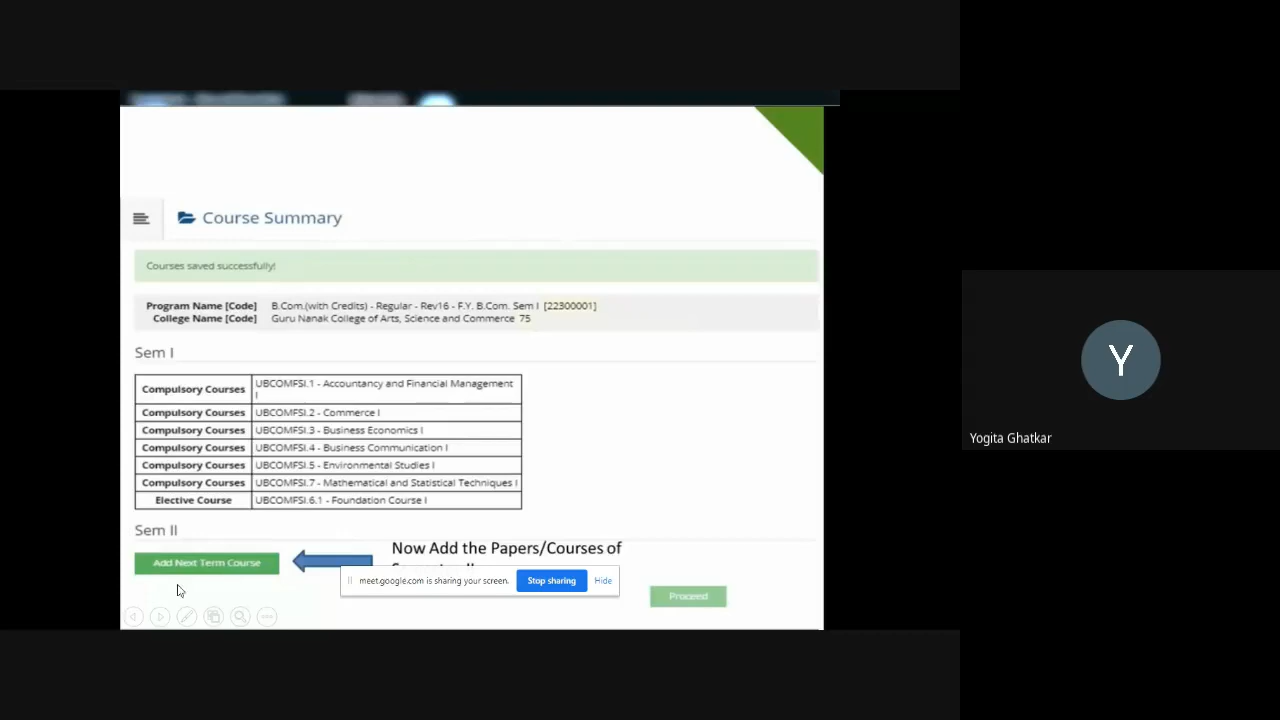 Course Summary
Courses saved successfully!
Program Name [Code] B.Com.(with Credits) - Regular - Rev16 - F.Y. B.Com. Sem I [22300001]
College Name [Code] Guru Nanak College of Arts, Science and Commerce 75
Sem I
Compulsory Courses UBCOMFSI.1 - Accountancy and Financial Management
I
Compulsory Courses UBCOMFSI.2 - Commerce I
Compulsory Courses UBCOMFSI.3 - Business Economics I
Compulsory Courses UBCOMFSI.4 - Business Communication I
Compulsory Courses UBCOMFSI.5 - Environmental Studies I
Compulsory Courses UBCOMFSI.7 - Mathematical and Statistical Techniques I
Elective Course UBCOMFSI.6.1 - Foundation Course I
Sem II
Add Next Term Course
Now Add the Papers/Courses of
meet.google.com is sharing your screen. Stop sharing Hide
Proceed
Y
Yogita Ghatkar